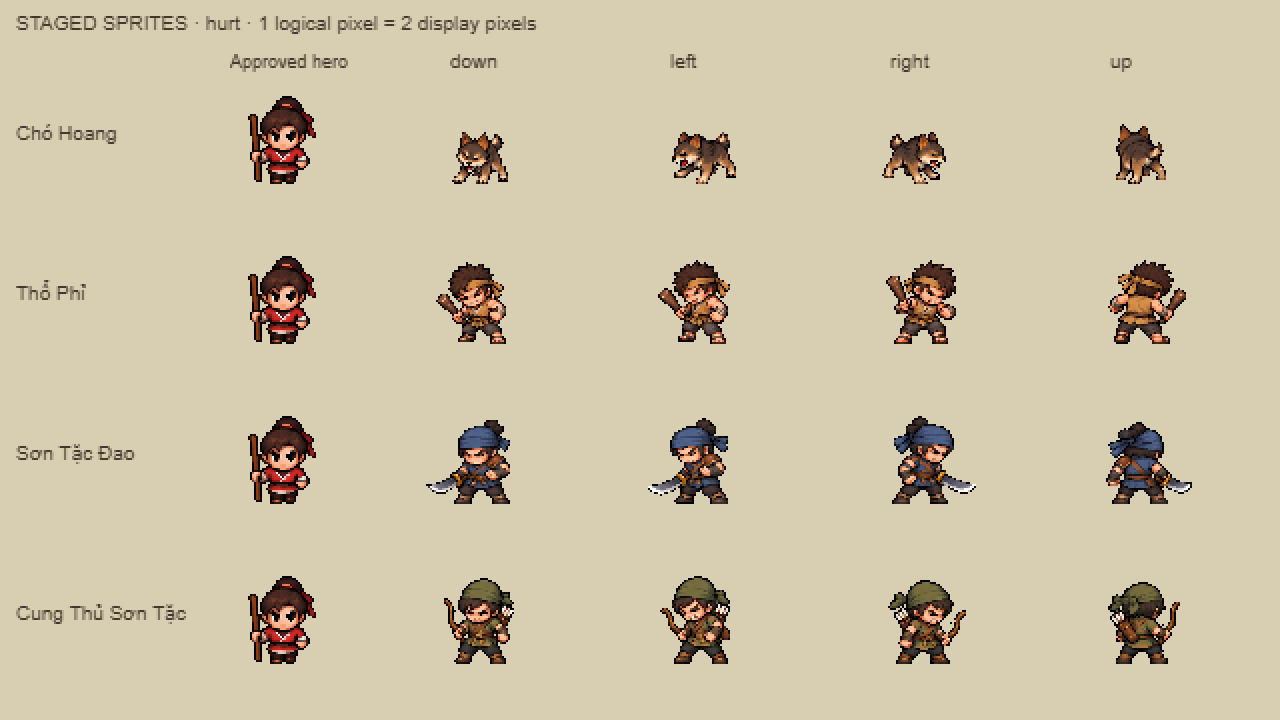 STAGED SPRITES · hurt · 1 logical pixel = 2 display pixels
Approved hero down left right up
Chó Hoang
Thổ Phỉ
Sơn Tặc Đao
Cung Thủ Sơn Tặc